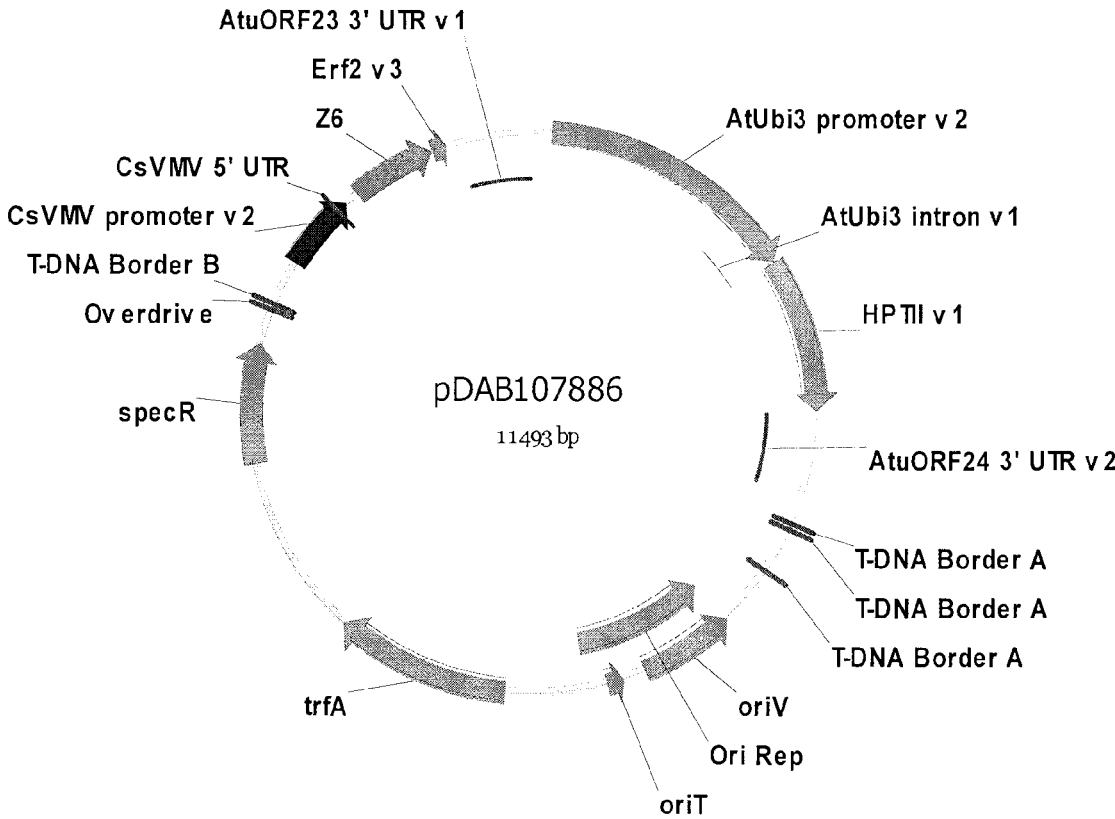 AtuORF23 3' UTR v 1
Erf2 v 3
Z6
CsVMV 5' UTR
CsVMV promoter v 2
T-DNA Border B
Overdrive
specR
trfA
AtUbi3 promoter v 2
AtUbi3 intron v 1
HPTII v 1
pDAB107886
11493 bp
AtuORF24 3' UTR v 2
T-DNA Border A
T-DNA Border A
T-DNA Border A
oriV
Ori Rep
oriT